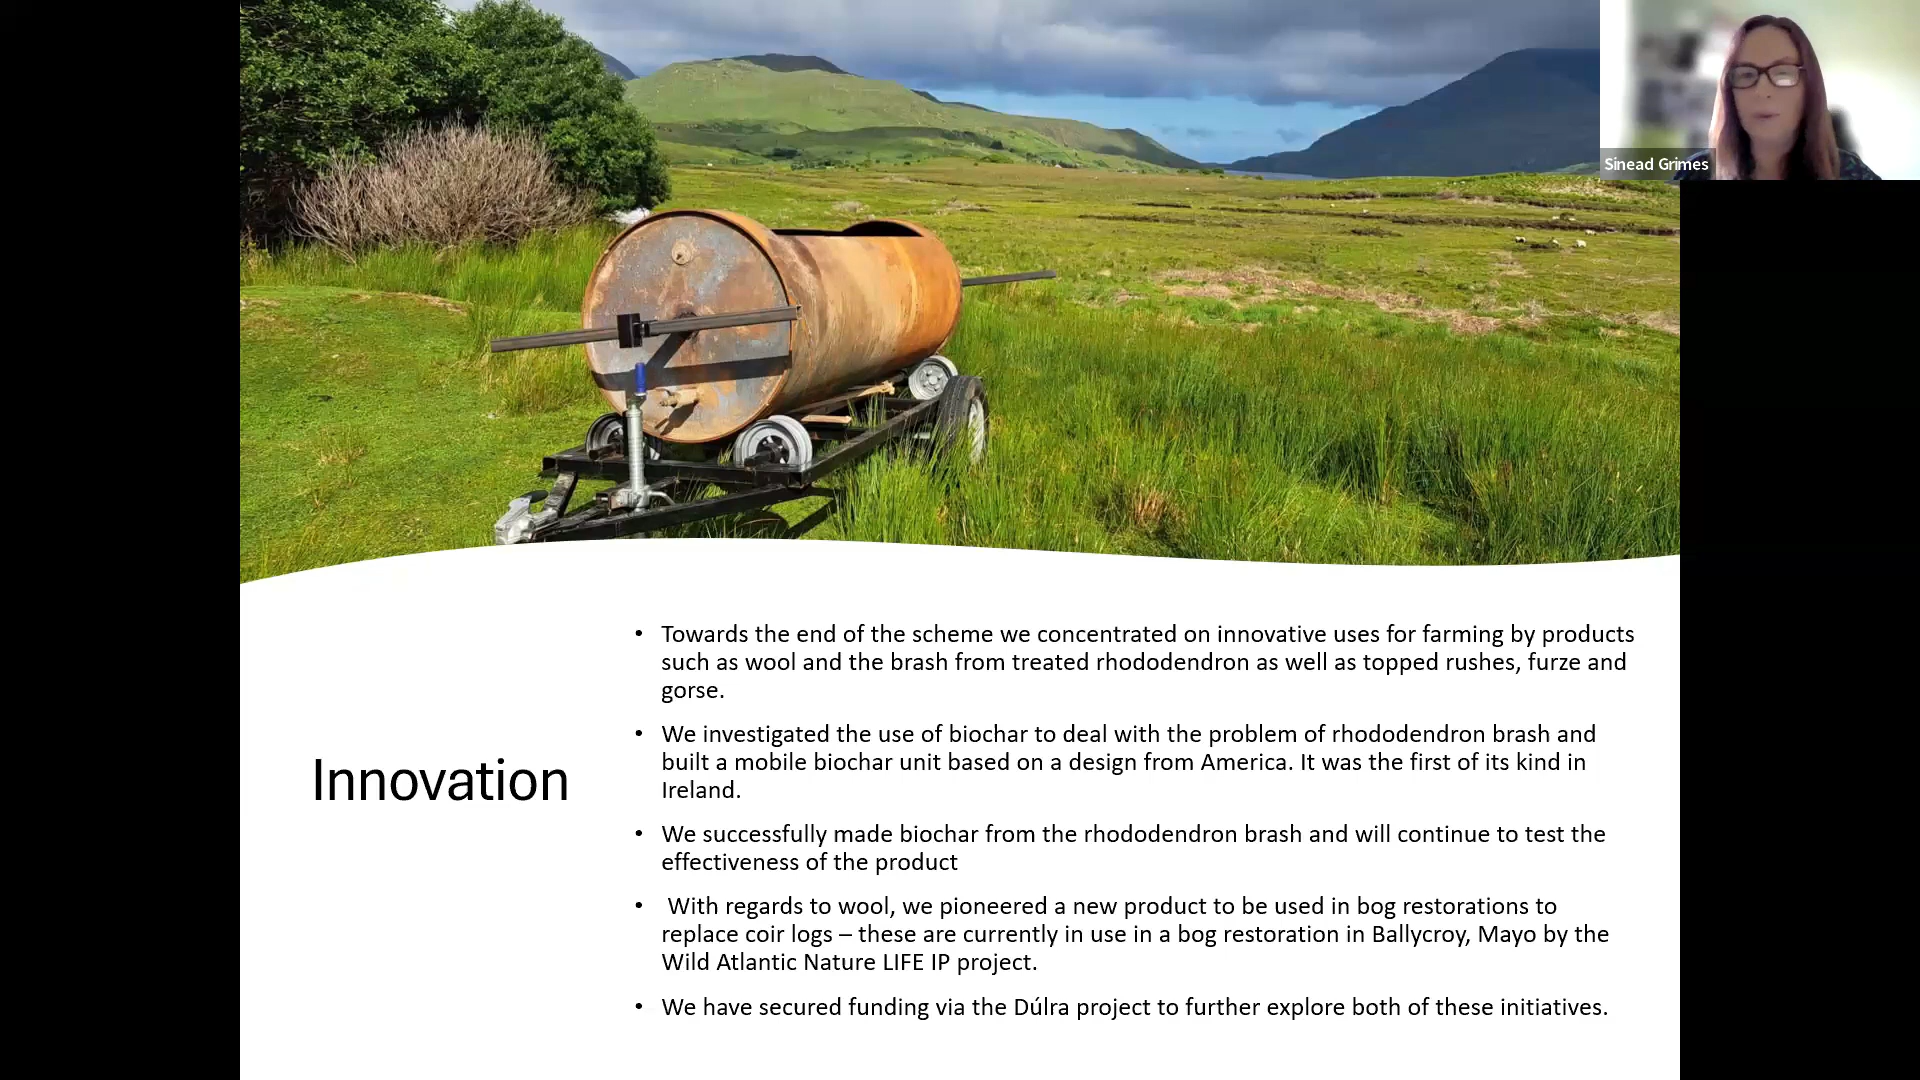 Sinead Grimes
Innovation
• Towards the end of the scheme we concentrated on innovative uses for farming by products
such as wool and the brash from treated rhododendron as well as topped rushes, furze and
gorse.
• We investigated the use of biochar to deal with the problem of rhododendron brash and
built a mobile biochar unit based on a design from America. It was the first of its kind in
Ireland.
• We successfully made biochar from the rhododendron brash and will continue to test the
effectiveness of the product
• With regards to wool, we pioneered a new product to be used in bog restorations to
replace coir logs – these are currently in use in a bog restoration in Ballycroy, Mayo by the
Wild Atlantic Nature LIFE IP project.
• We have secured funding via the Dúlra project to further explore both of these initiatives.